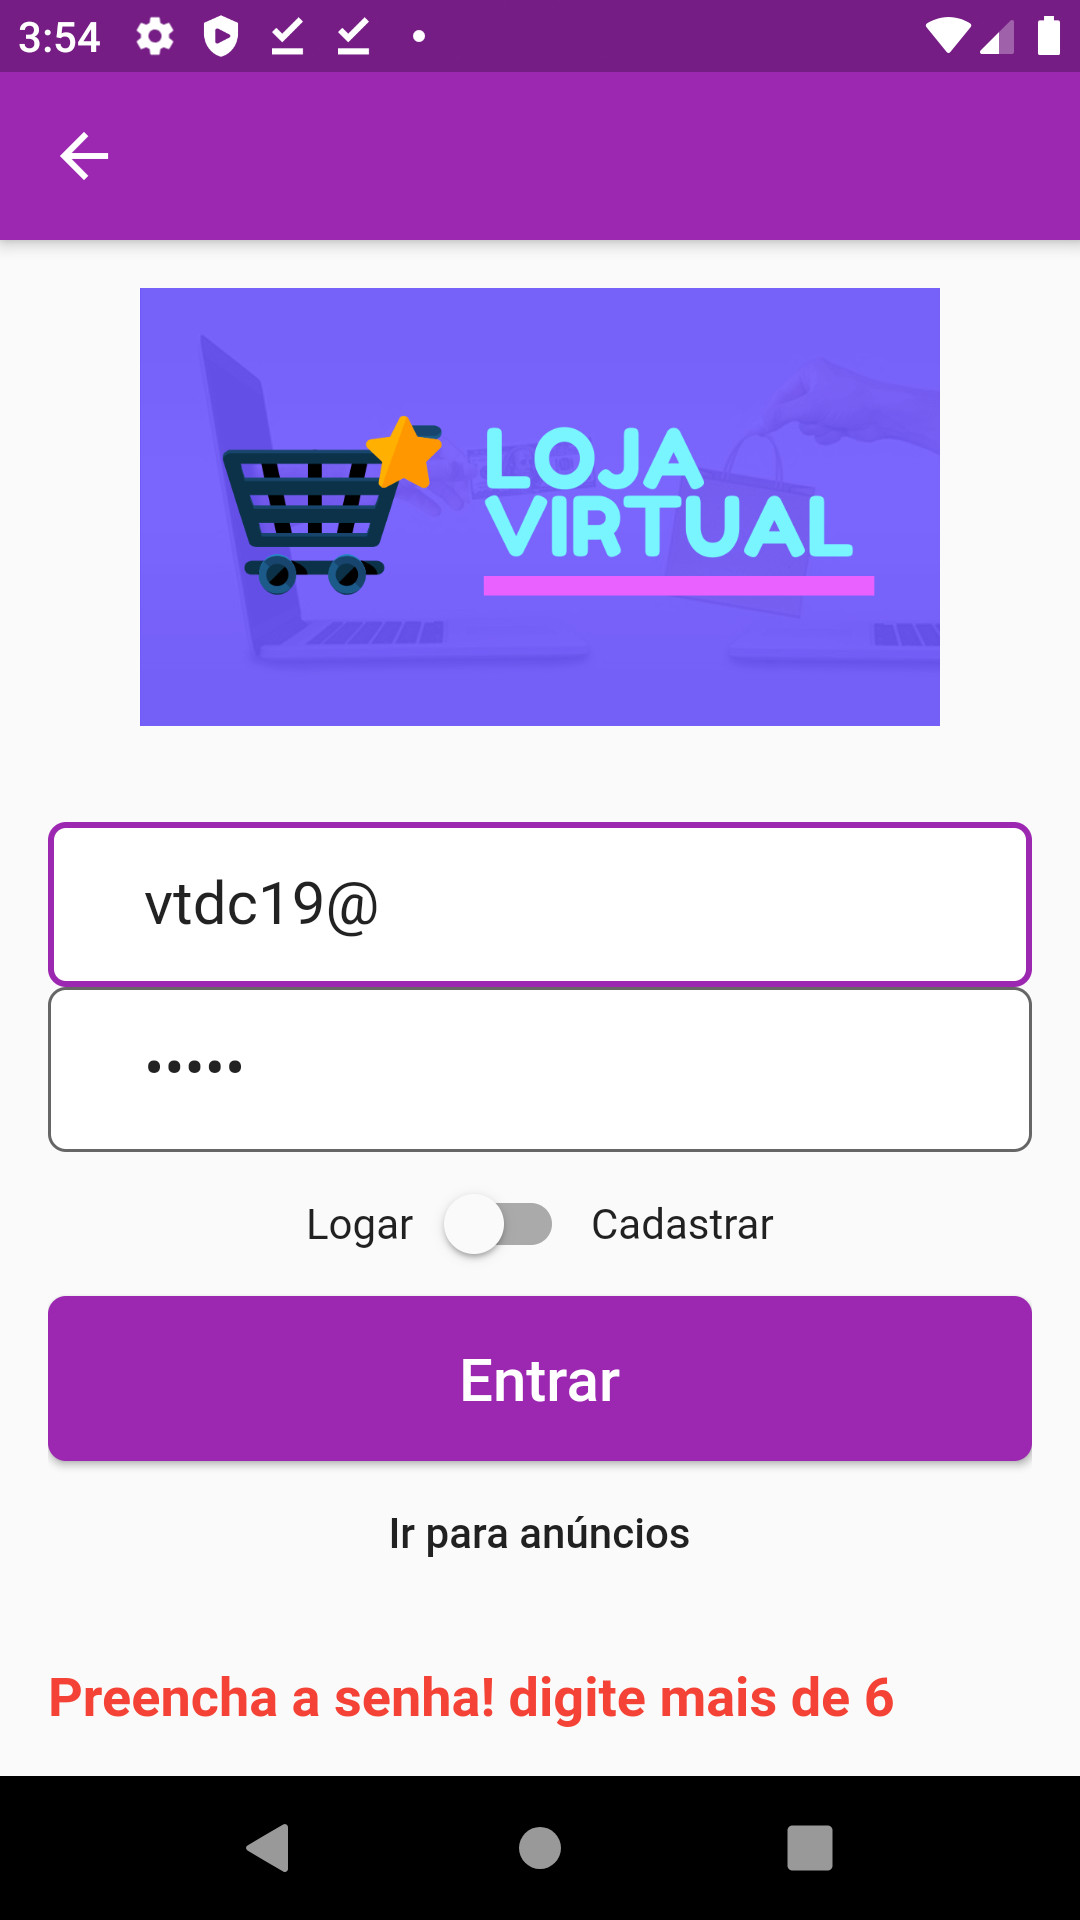 3:54
LOJA
VIRTUAL
vtdc19@
•••••
Logar
Cadastrar
Entrar
Ir para anúncios
Preencha a senha! digite mais de 6